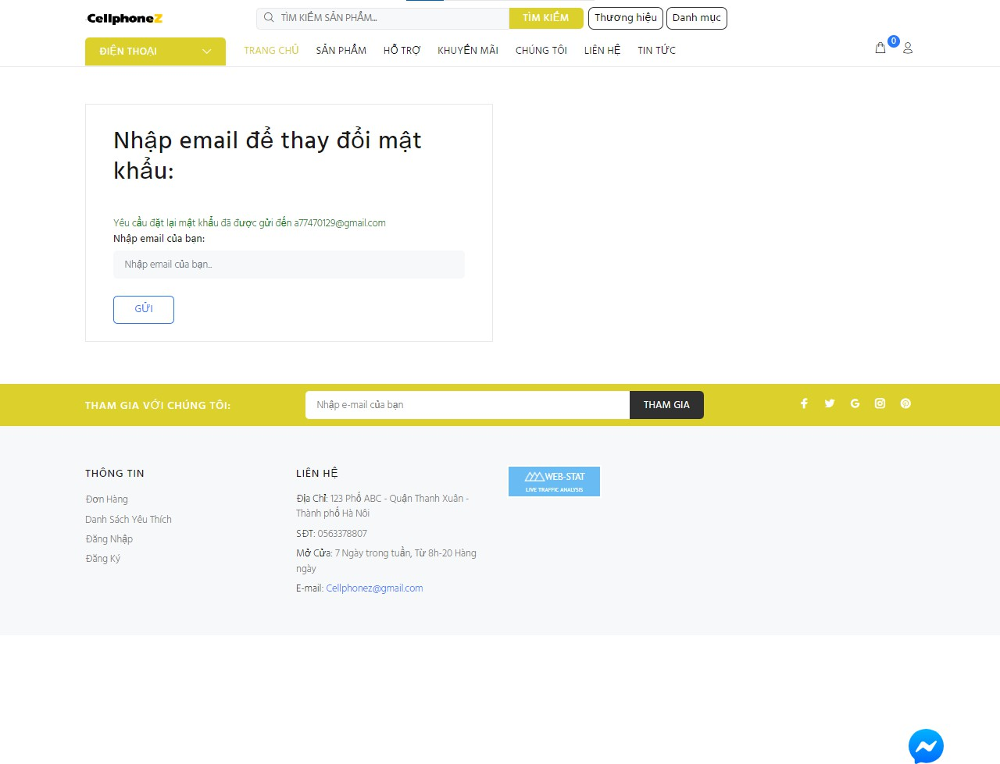 CellphoneZ
TÌM KIẾM SẢN PHẨM...
TÌM KIẾM
Thương hiệu
Danh mục
ĐIỆN THOẠI
TRANG CHỦ
SẢN PHẨM
HỖ TRỢ
KHUYẾN MÃI
CHÚNG TÔI
LIÊN HỆ
TIN TỨC
0
Nhập email để thay đổi mật
khẩu:
Yêu cầu đặt lại mật khẩu đã được gửi đến a77470129@gmail.com
Nhập email của bạn:
Nhập email của bạn...
GỬI
THAM GIA VỚI CHÚNG TÔI:
Nhập e-mail của bạn
THAM GIA
THÔNG TIN
Đơn Hàng
Danh Sách Yêu Thích
Đăng Nhập
Đăng Ký
LIÊN HỆ
Địa Chỉ: 123 Phố ABC - Quận Thanh Xuân -
Thành phố Hà Nôi
SĐT: 0563378807
Mở Cửa: 7 Ngày trong tuần, Từ 8h-20 Hàng
ngày
E-mail: Cellphonez@gmail.com
WEB-STAT
LIVE TRAFFIC ANALYSIS